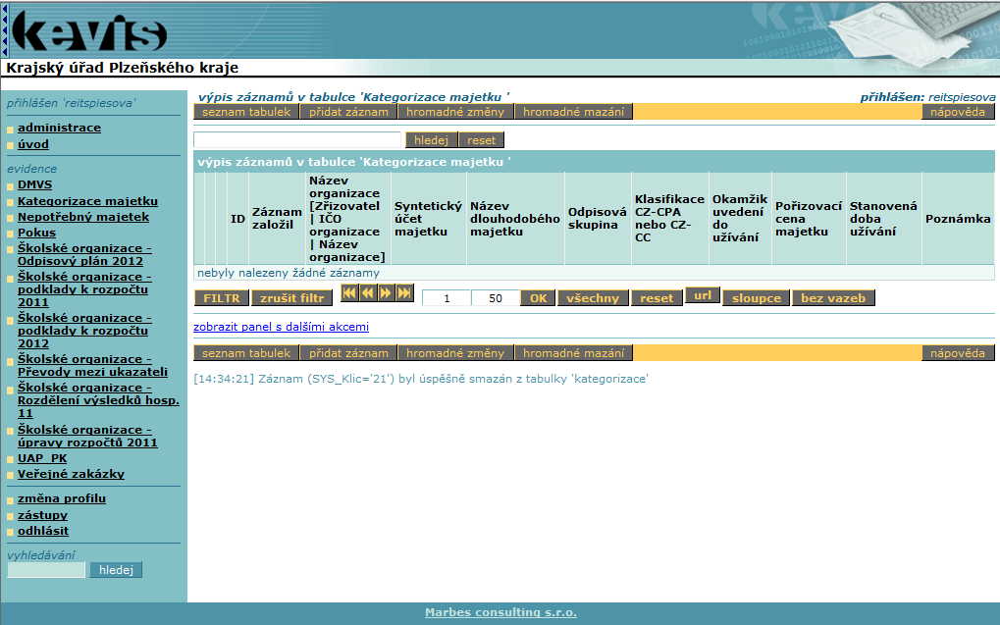 kevis
Krajský úřad Plzeňského kraje
přihlášen 'reitspiesova'
administrace
úvod
evidence
DMVS
Kategorizace majetku
Nepotřebný majetek
Pokus
Školské organizace -
Odpisový plán 2012
Školské organizace -
podklady k rozpočtu
2011
Školské organizace -
podklady k rozpočtu
2012
Školské organizace -
Převody mezi ukazateli
Školské organizace -
Rozdělení výsledků hosp.
11
Školské organizace -
úpravy rozpočtů 2011
UAP_PK
Veřejné zakázky
změna profilu
zástupy
odhlásit
vyhledávání
hledej
výpis záznamů v tabulce 'Kategorizace majetku '
přihlášen: reitspiesova
seznam tabulek přidat záznam hromadné změny hromadné mazání nápověda
hledej reset
výpis záznamů v tabulce 'Kategorizace majetku '
ID
Záznam
založil
Název
organizace
[Zřizovatel
| IČO
organizace
| Název
organizace]
Syntetický
účet
majetku
Název
dlouhodobého
majetku
Odpisová
skupina
Klasifikace
CZ-CPA
nebo CZ-
CC
Okamžik
uvedení
do
užívání
Pořizovací
cena
majetku
Stanovená
doba
užívání
Poznámka
nebyly nalezeny žádné záznamy
FILTR zrušit filtr 1 50 OK všechny reset url sloupce bez vazeb
zobrazit panel s dalšími akcemi
seznam tabulek přidat záznam hromadné změny hromadné mazání nápověda
[14:34:21] Záznam (SYS_Klic='21') byl úspěšně smazán z tabulky 'kategorizace'
Marbes consulting s.r.o.